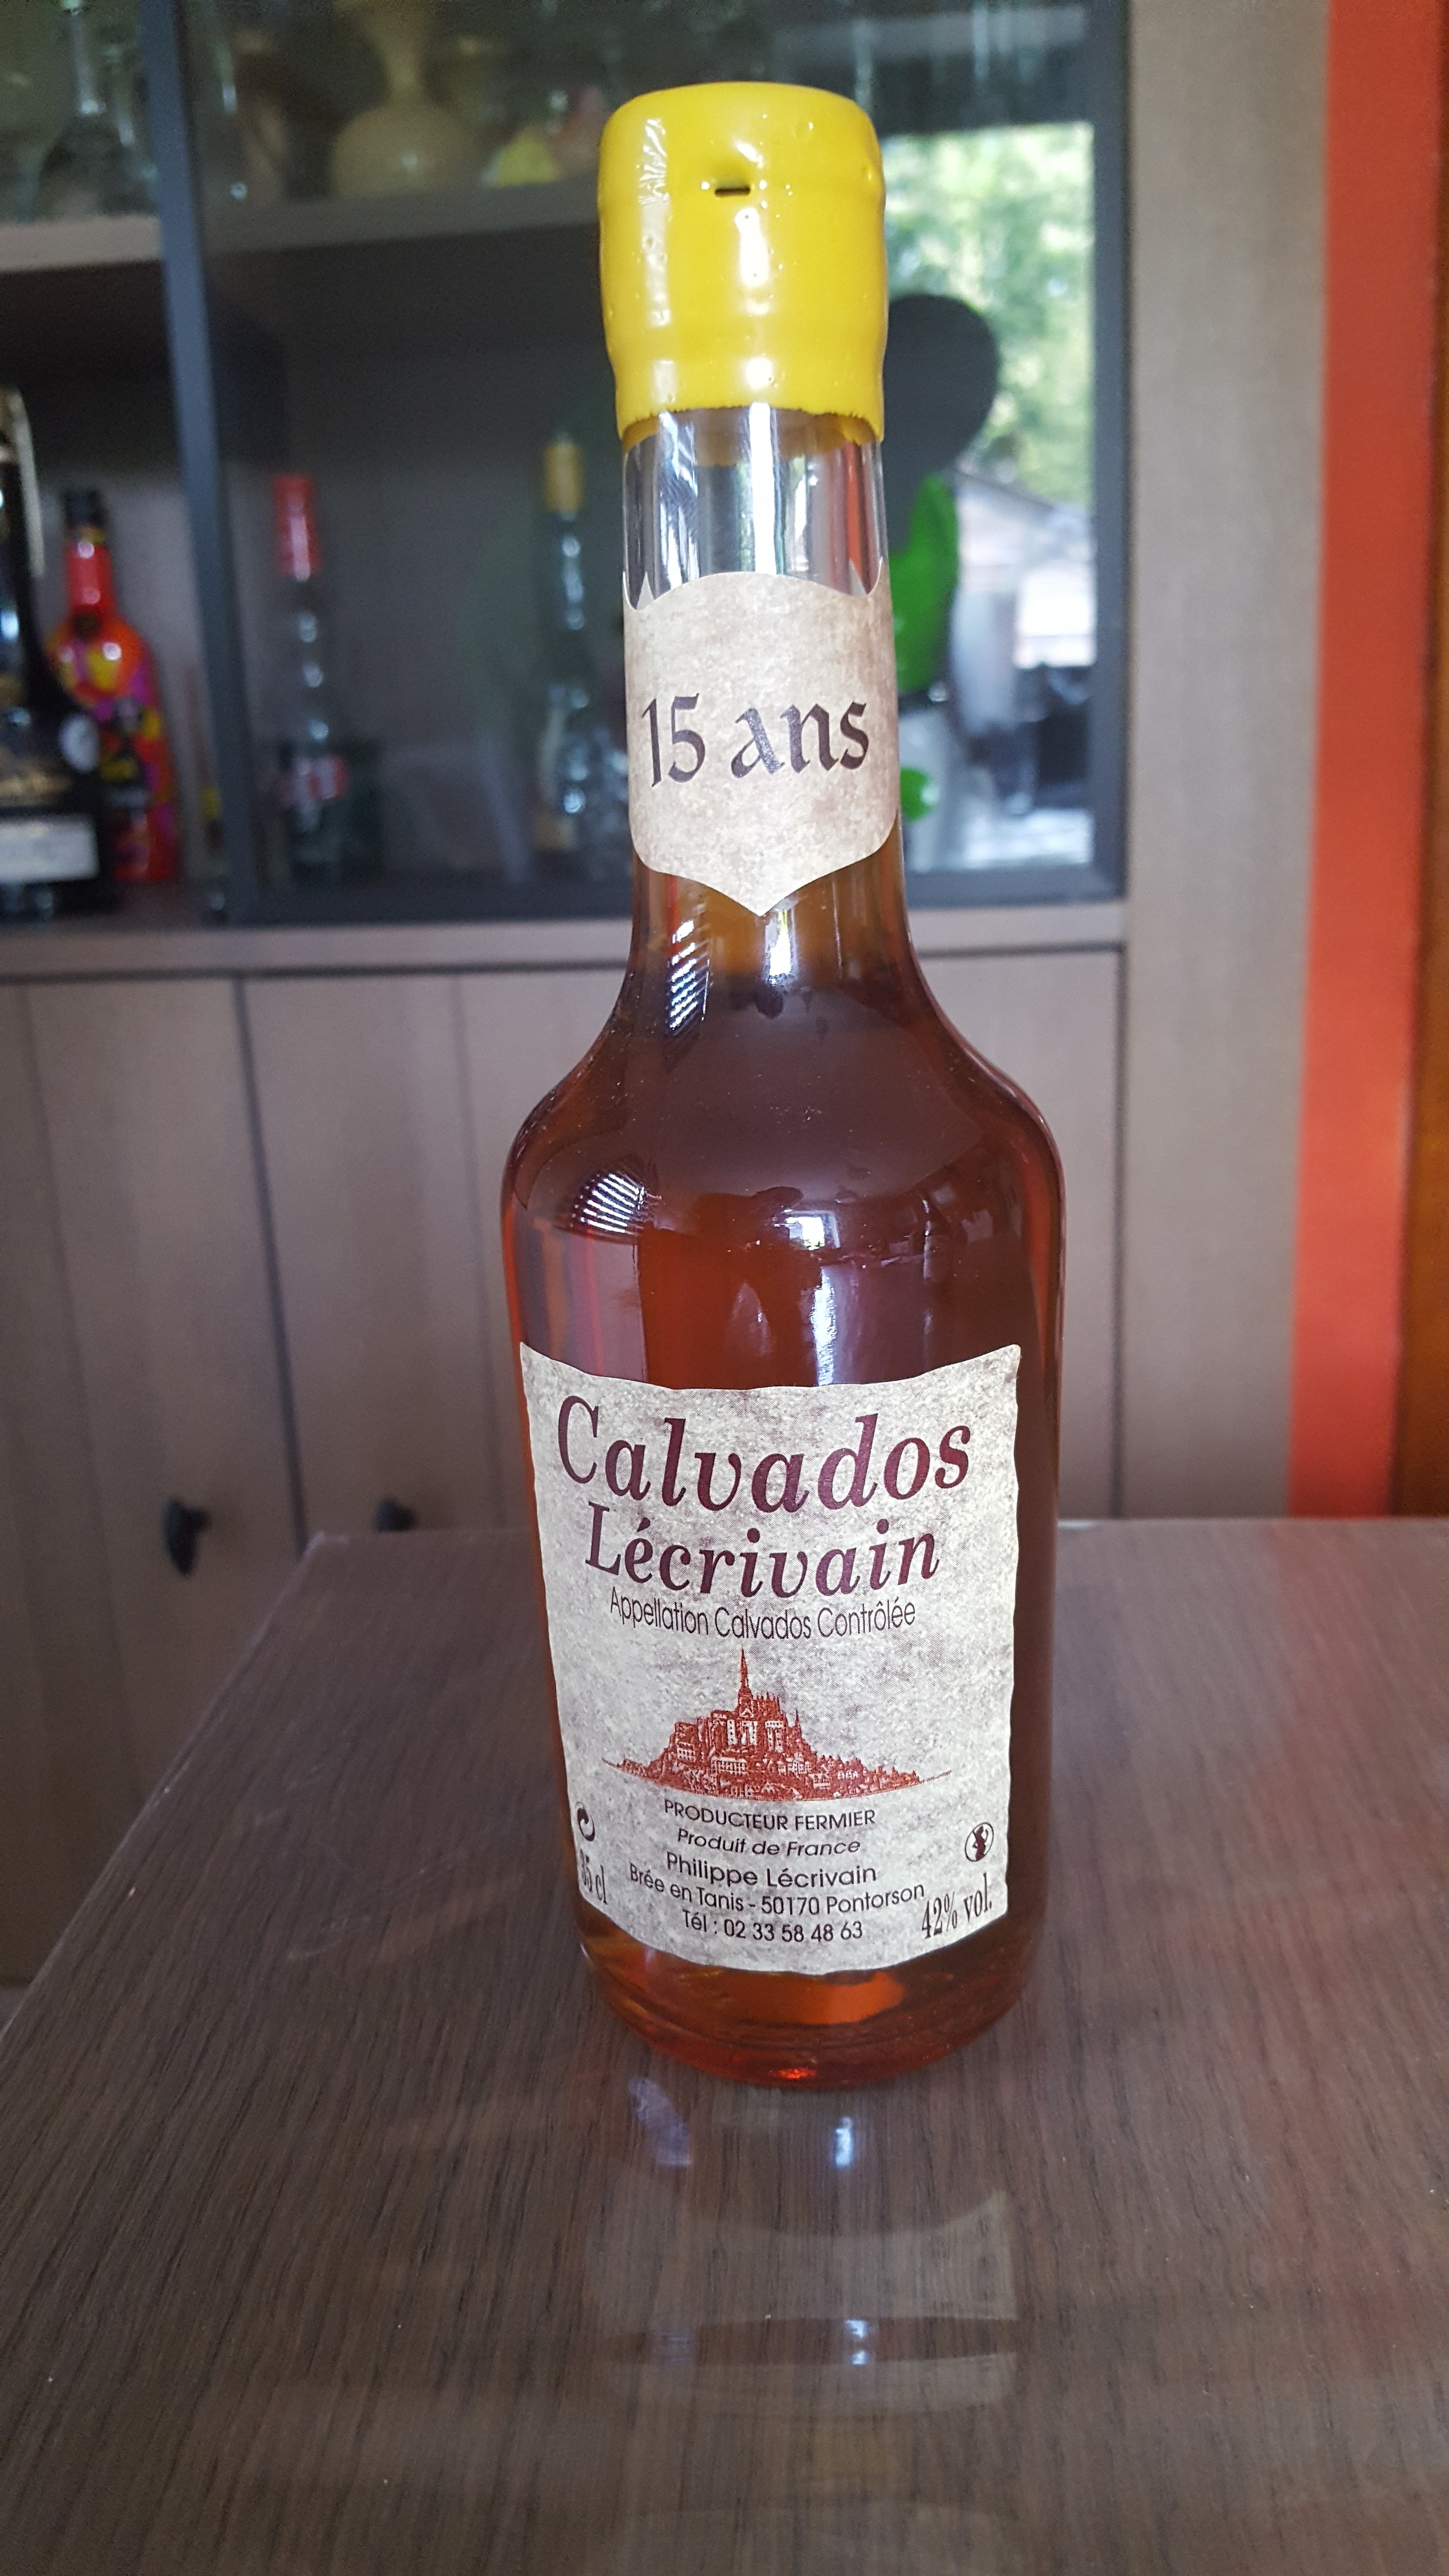 15 ans
Calvados
Lécrivain
Appellation Calvados Contrôlée
PRODUCTEUR FERMIER
Produit de France
Philippe Lécrivain
Brée en Tanis - 50170 Pontorson
Tél : 02 33 58 48 63
35 cl
42% vol.